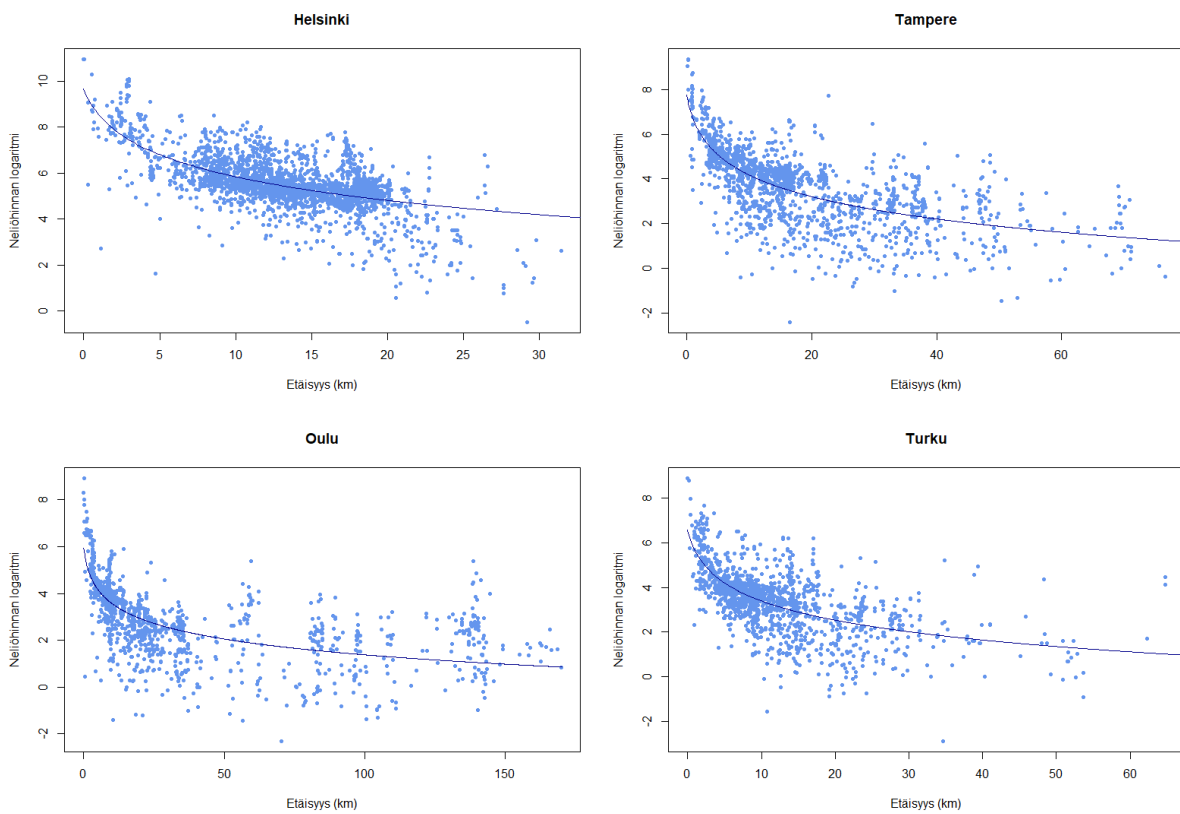 Helsinki
Neliöhinnan logaritmi
10
8
6
4
2
0
0 5 10 15 20 25 30
Etäisyys (km)
Tampere
Neliöhinnan logaritmi
8
6
4
2
0
-2
0 20 40 60
Etäisyys (km)
Oulu
Neliöhinnan logaritmi
8
6
4
2
0
-2
0 50 100 150
Etäisyys (km)
Turku
Neliöhinnan logaritmi
8
6
4
2
0
-2
0 10 20 30 40 50 60
Etäisyys (km)